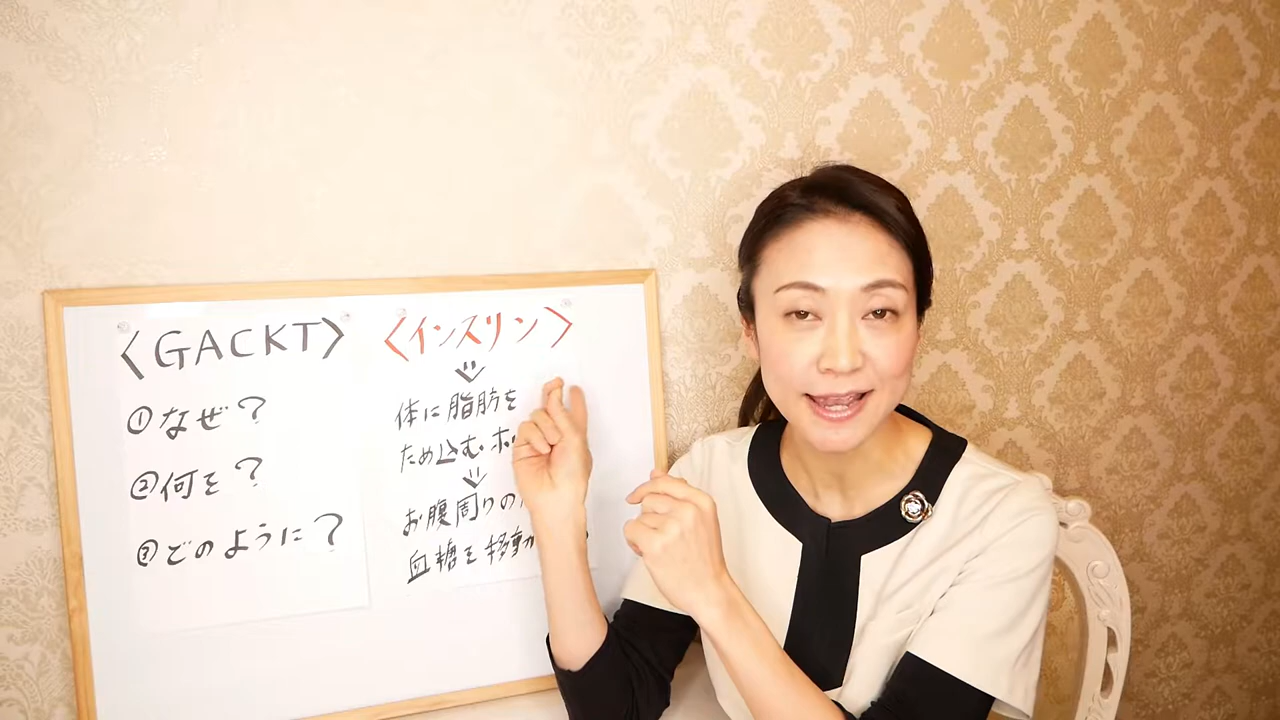 〈GACKT〉
①なぜ?
②何を?
③どのように?
〈インスリン〉
体に脂肪を
ため込むホ
お腹周りの
血糖を移動